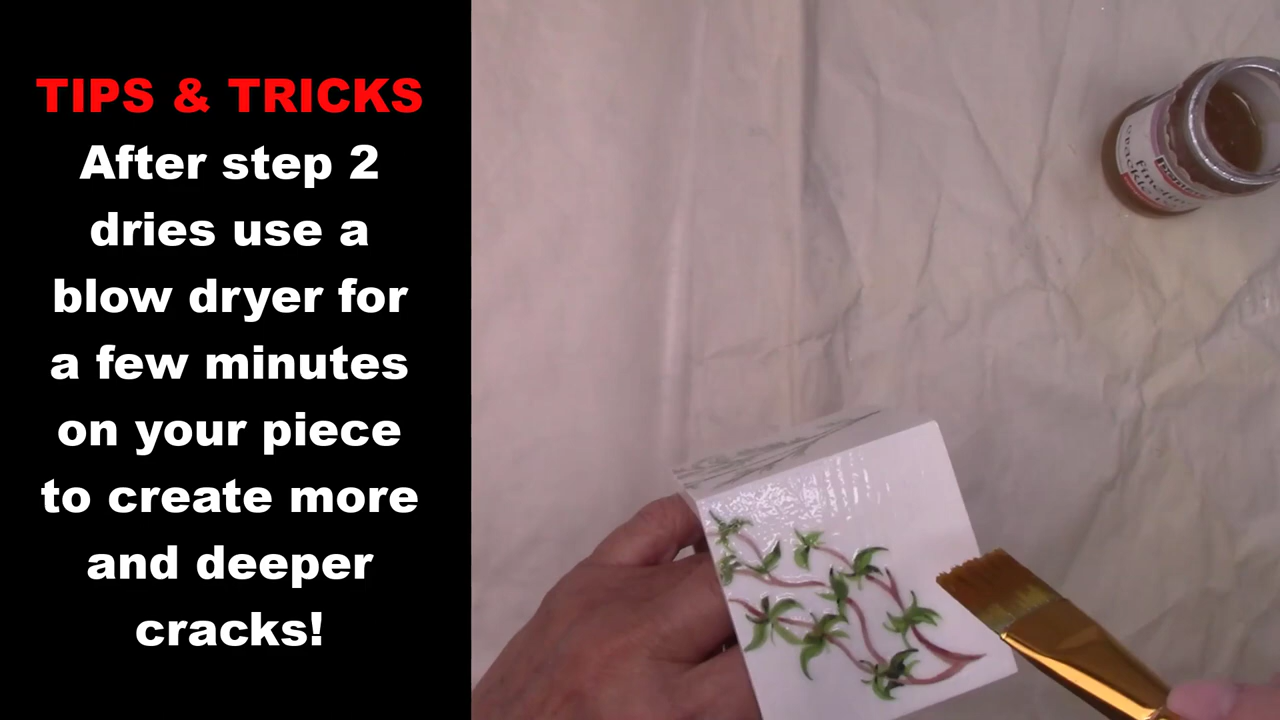 TIPS & TRICKS
After step 2
dries use a
blow dryer for
a few minutes
on your piece
to create more
and deeper
cracks!